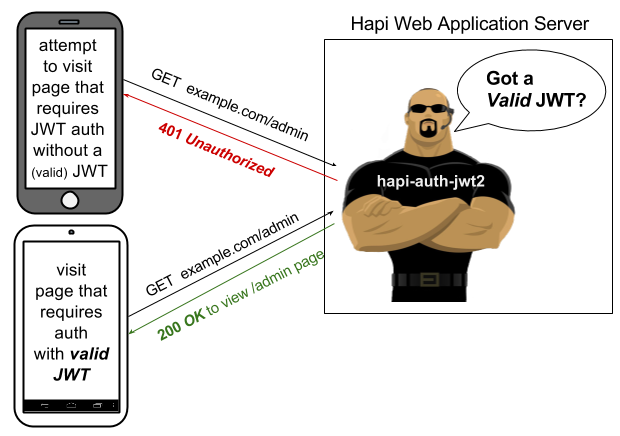 Hapi Web Application Server
attempt
to visit
page that
requires
JWT auth
without a
(valid) JWT
GET example.com/admin
401 Unauthorized
Got a
Valid JWT?
hapi-auth-jwt2
visit
page that
requires
auth
with valid
JWT
GET example.com/admin
200 OK to view /admin page